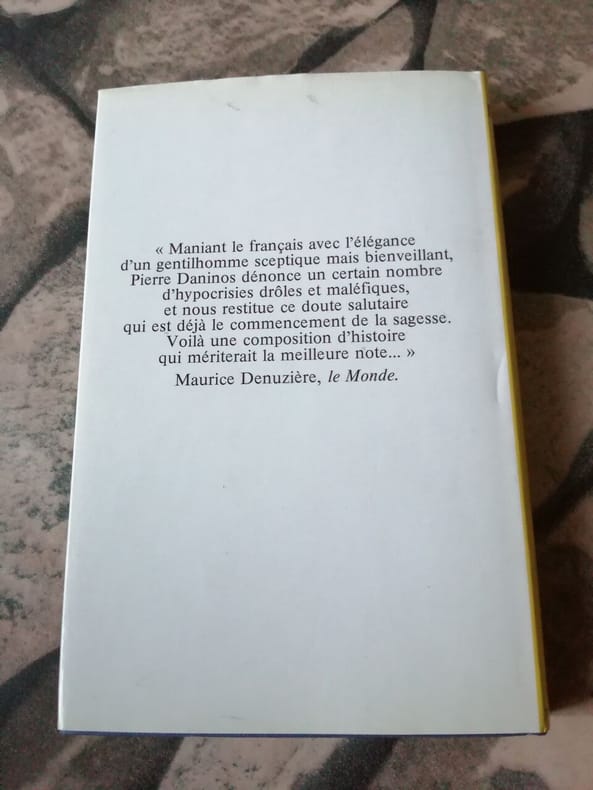 « Maniant le français avec l'élégance
d'un gentilhomme sceptique mais bienveillant,
Pierre Daninos dénonce un certain nombre
d'hypocrisies drôles et maléfiques,
et nous restitue ce doute salutaire
qui est déjà le commencement de la sagesse.
Voilà une composition d'histoire
qui mériterait la meilleure note... »
Maurice Denuzière, le Monde.